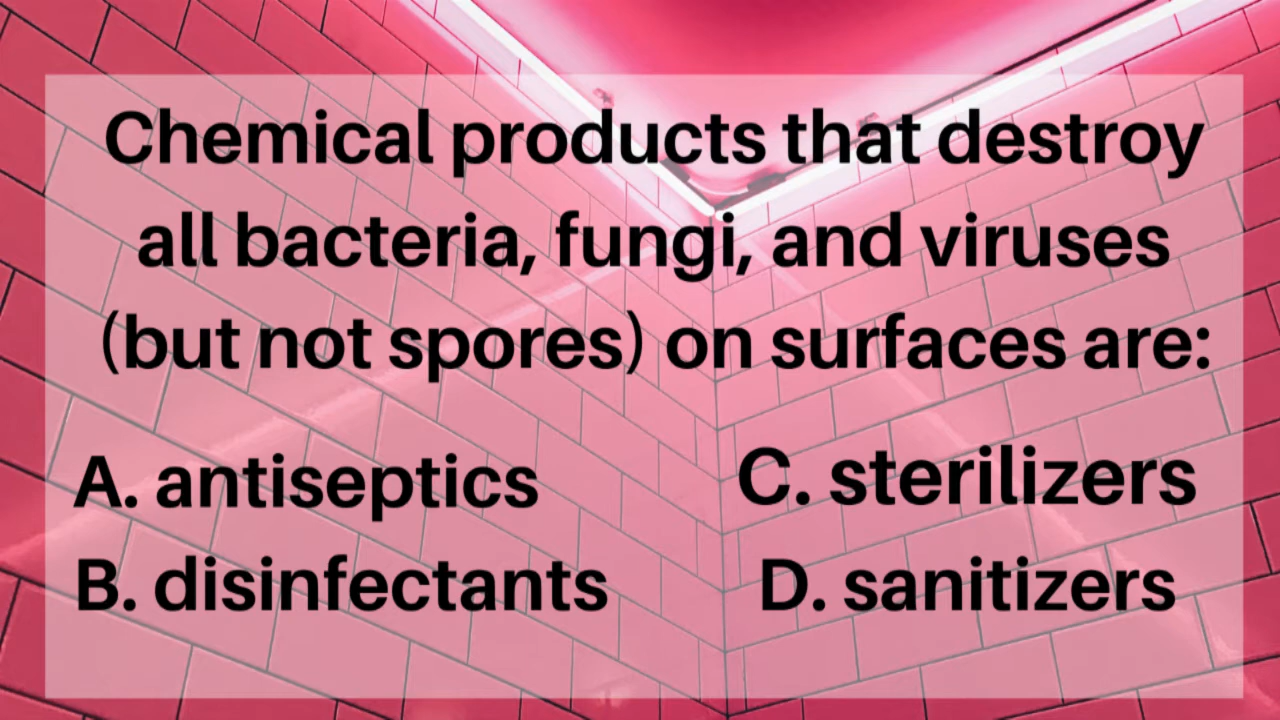 Chemical products that destroy
all bacteria, fungi, and viruses
(but not spores) on surfaces are:
A. antiseptics
B. disinfectants
C. sterilizers
D. sanitizers